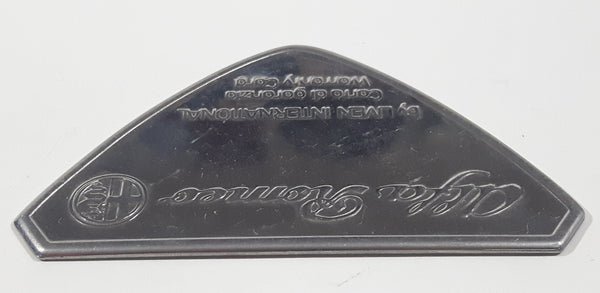 Alfa Romeo
by LIVEN INTERNATIONAL
Carta di garanzia
Warranty Card